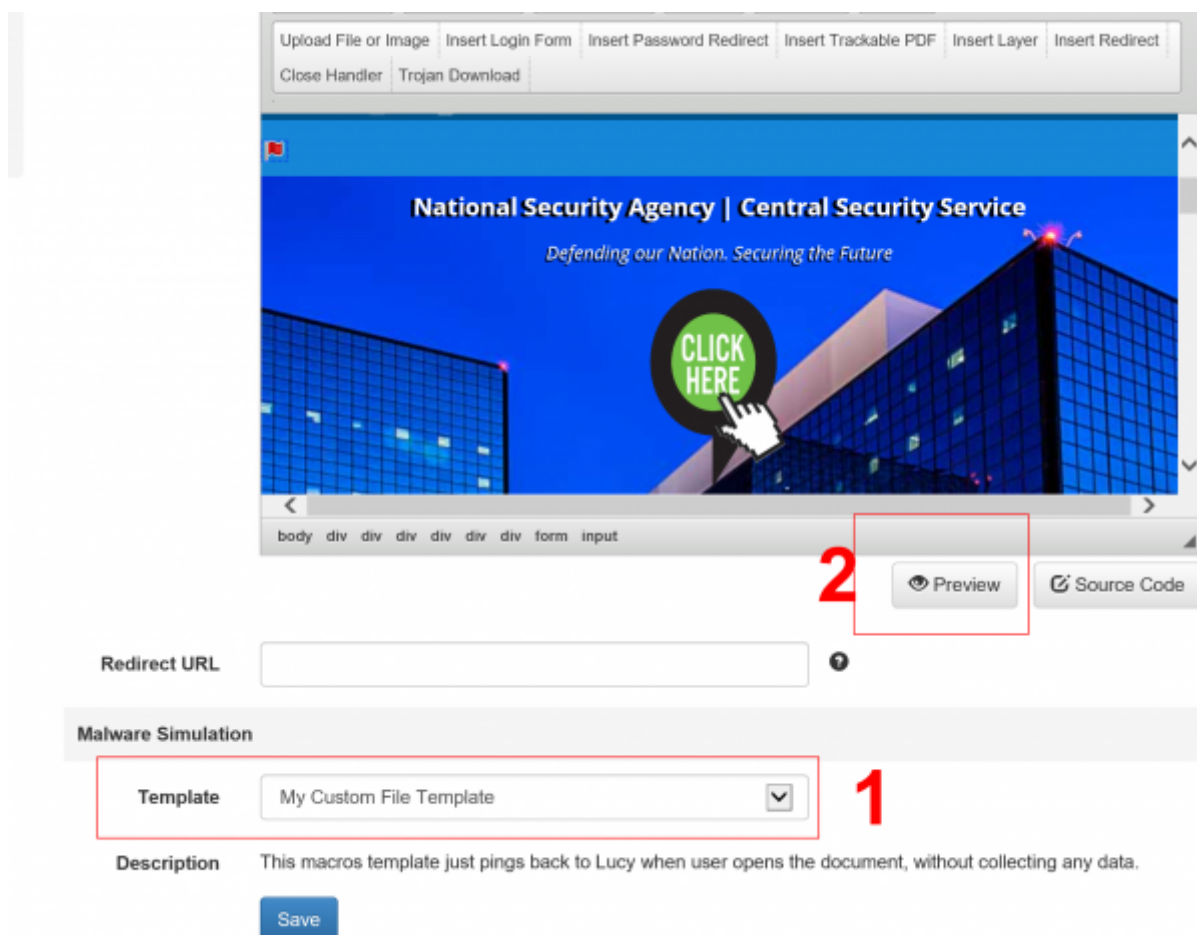 Upload File or Image Insert Login Form Insert Password Redirect Insert Trackable PDF Insert Layer Insert Redirect
Close Handler Trojan Download
National Security Agency | Central Security Service
Defending our Nation. Securing the Future
CLICK
HERE
body div div div div div div form input
2
Preview Source Code
Redirect URL
Malware Simulation
Template My Custom File Template
1
Description This macros template just pings back to Lucy when user opens the document, without collecting any data.
Save